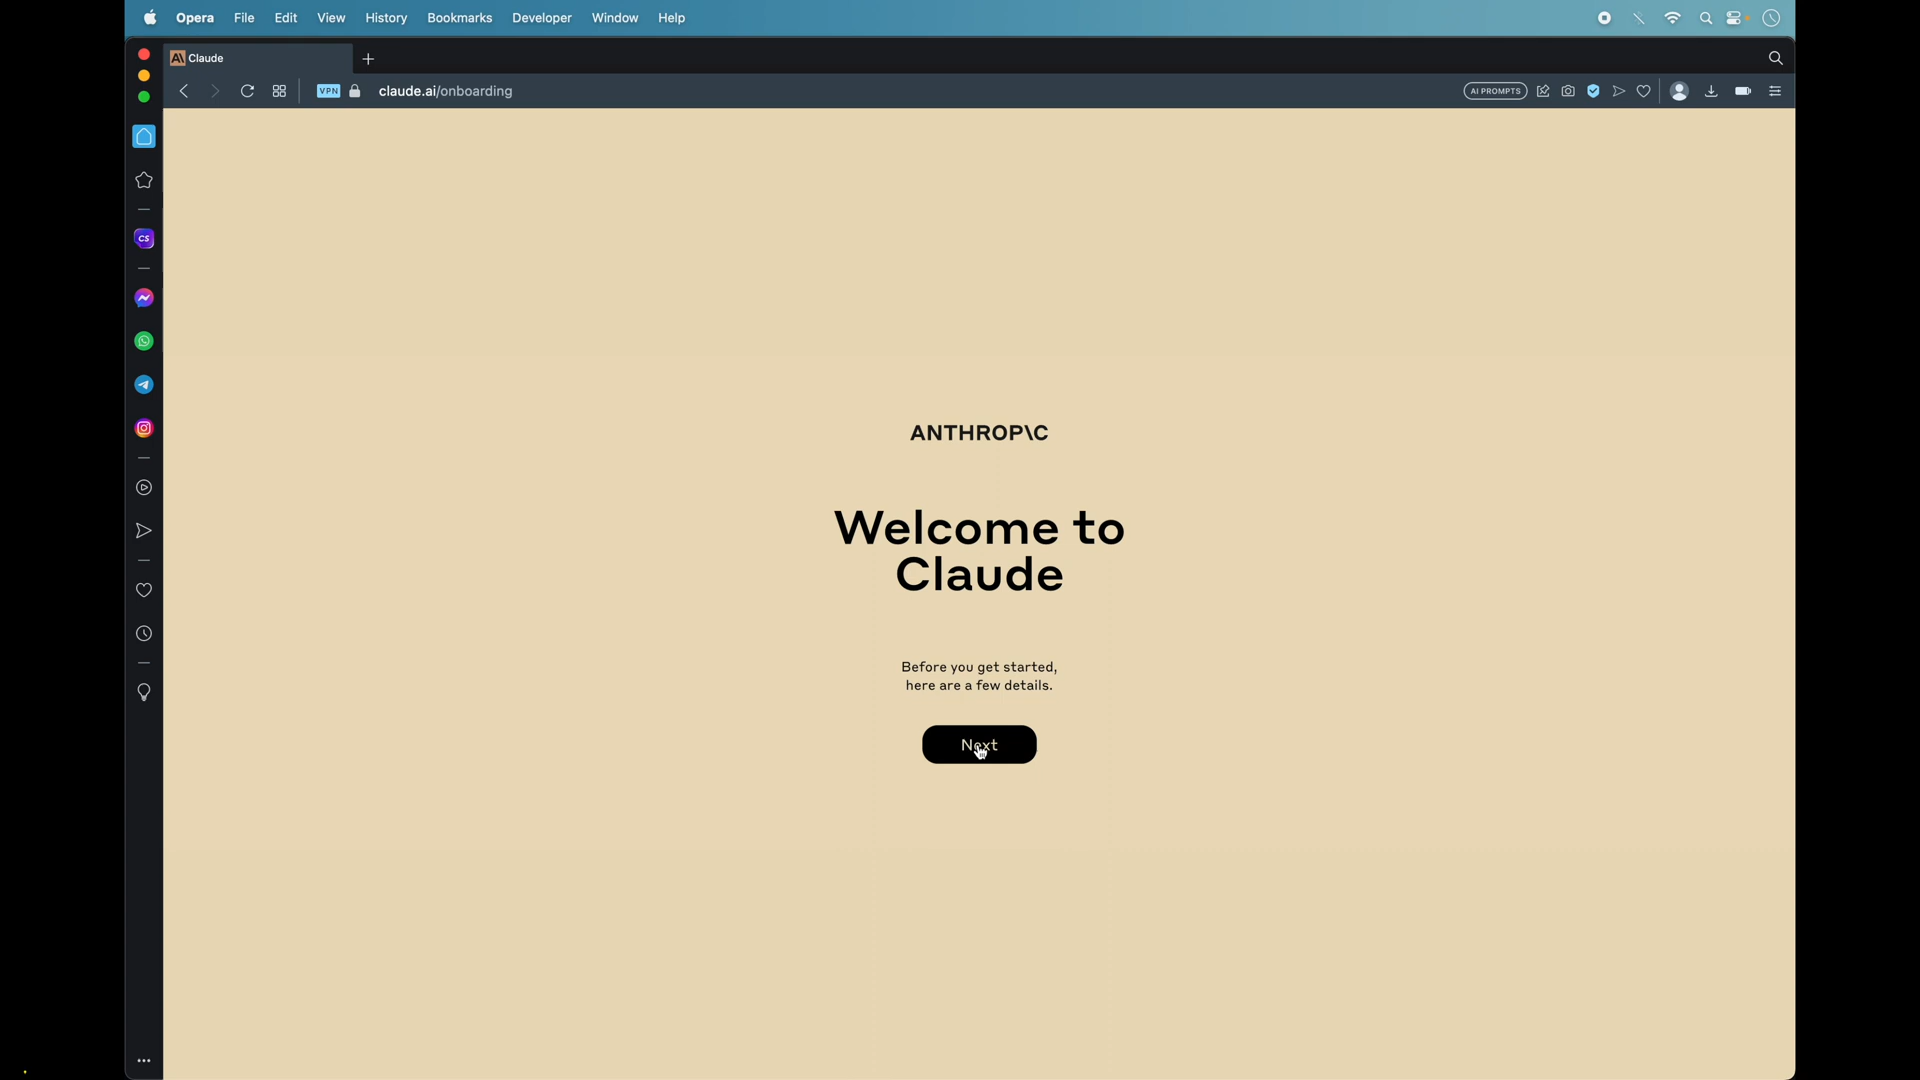 Opera File Edit View History Bookmarks Developer Window Help
A\ Claude
VPN claude.ai/onboarding AI PROMPTS
CS
ANTHROP\C
Welcome to
Claude
Before you get started,
here are a few details.
Next